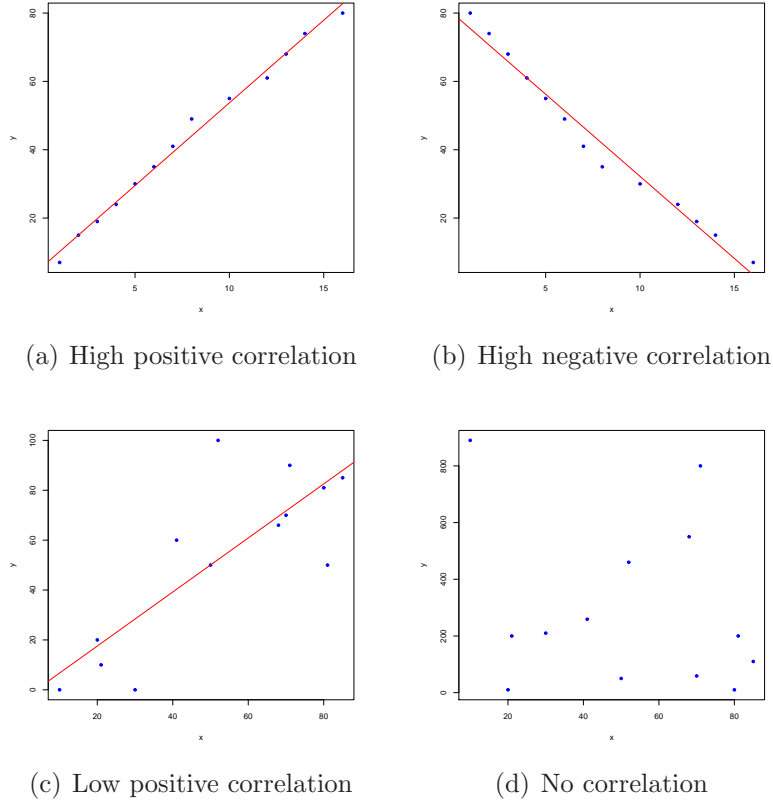 80
60
40
20
y
5
10
15
x
(a) High positive correlation
80
60
40
20
y
5
10
15
x
(b) High negative correlation
100
80
60
40
20
0
y
20
40
60
80
x
(c) Low positive correlation
800
600
400
200
0
y
20
40
60
80
x
(d) No correlation